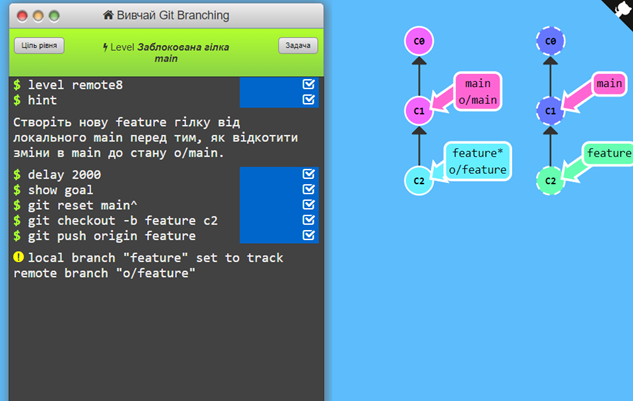 Вивчай Git Branching
Ціль рівня
Level Заблокована гілка
main
Задача
$ level remote8
$ hint
Створіть нову feature гілку від
локального main перед тим, як відкотити
зміни в main до стану o/main.
$ delay 2000
$ show goal
$ git reset main^
$ git checkout -b feature c2
$ git push origin feature
local branch "feature" set to track
remote branch "o/feature"
C0
C1
main
o/main
C2
feature*
o/feature
C0
C1
main
C2
feature